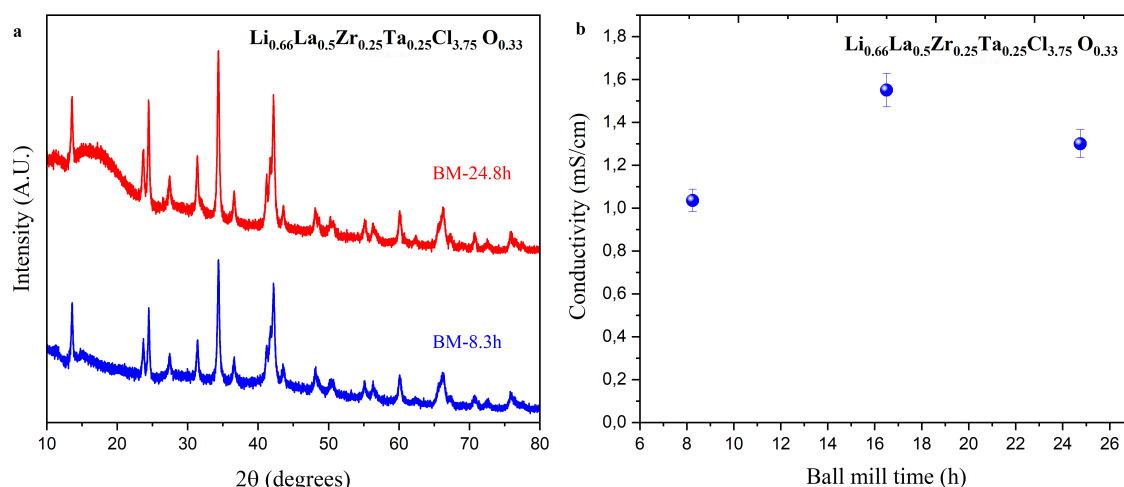 a
Li0.66La0.5Zr0.25Ta0.25Cl3.75 O0.33
BM-24.8h
BM-8.3h
Intensity (A.U.)
10 20 30 40 50 60 70 80
2θ (degrees)
b
Li0.66La0.5Zr0.25Ta0.25Cl3.75 O0.33
1,8
1,6
1,4
1,2
1,0
0,8
0,6
0,4
0,2
0,0
Conductivity (mS/cm)
6 8 10 12 14 16 18 20 22 24 26
Ball mill time (h)